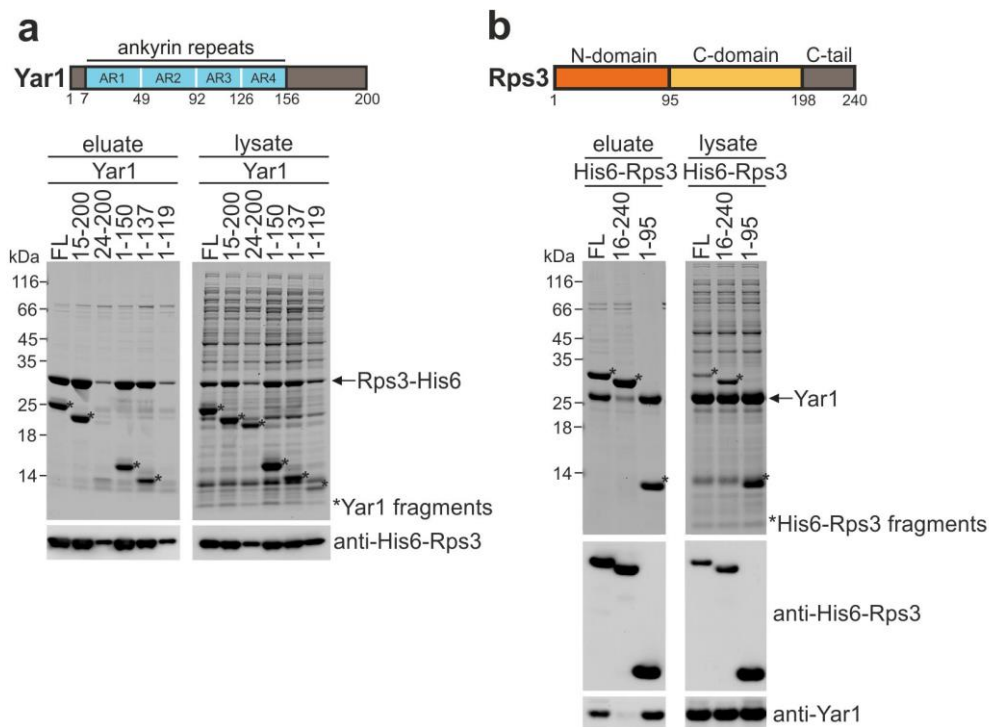 a
ankyrin repeats
Yar1
AR1 AR2 AR3 AR4
1 7 49 92 126 156 200
eluate lysate
Yar1 Yar1
FL 15-200 24-200 1-150 1-137 1-119 FL 15-200 24-200 1-150 1-137 1-119
kDa
116
66
45
35
25
18
14
Rps3-His6
* * * * * * * * * *
*Yar1 fragments
anti-His6-Rps3
b
N-domain C-domain C-tail
Rps3
1 95 198 240
eluate lysate
His6-Rps3 His6-Rps3
FL 16-240 1-95 FL 16-240 1-95
kDa
116
66
45
35
25
18
14
Yar1
* * * * * *
*His6-Rps3 fragments
anti-His6-Rps3
anti-Yar1